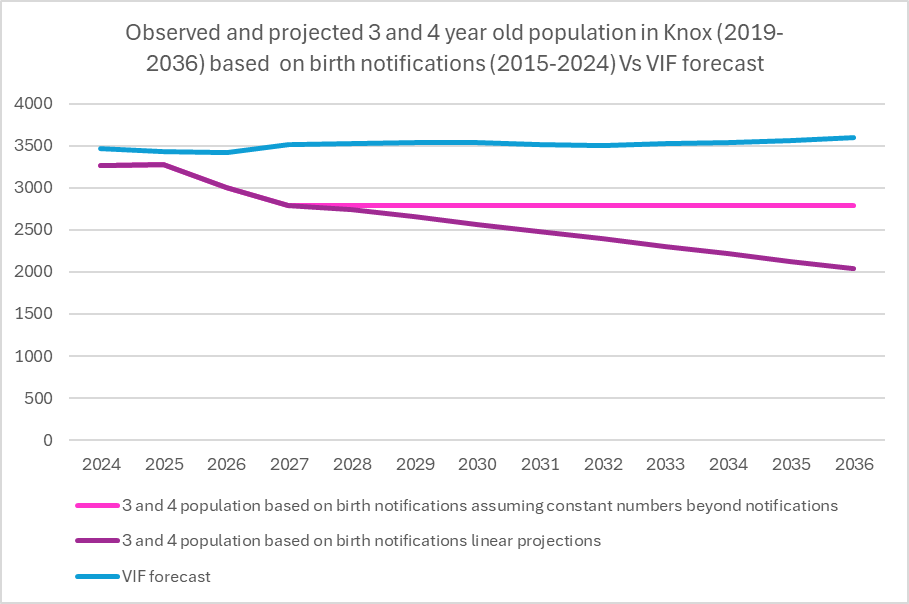 Observed and projected 3 and 4 year old population in Knox (2019-
2036) based  on birth notifications (2015-2024) Vs VIF forecast
4000
3500
3000
2500
2000
1500
1000
500
0
2024 2025 2026 2027 2028 2029 2030 2031 2032 2033 2034 2035 2036
3 and 4 population based on birth notifications assuming constant numbers beyond notifications
3 and 4 population based on birth notifications linear projections
VIF forecast